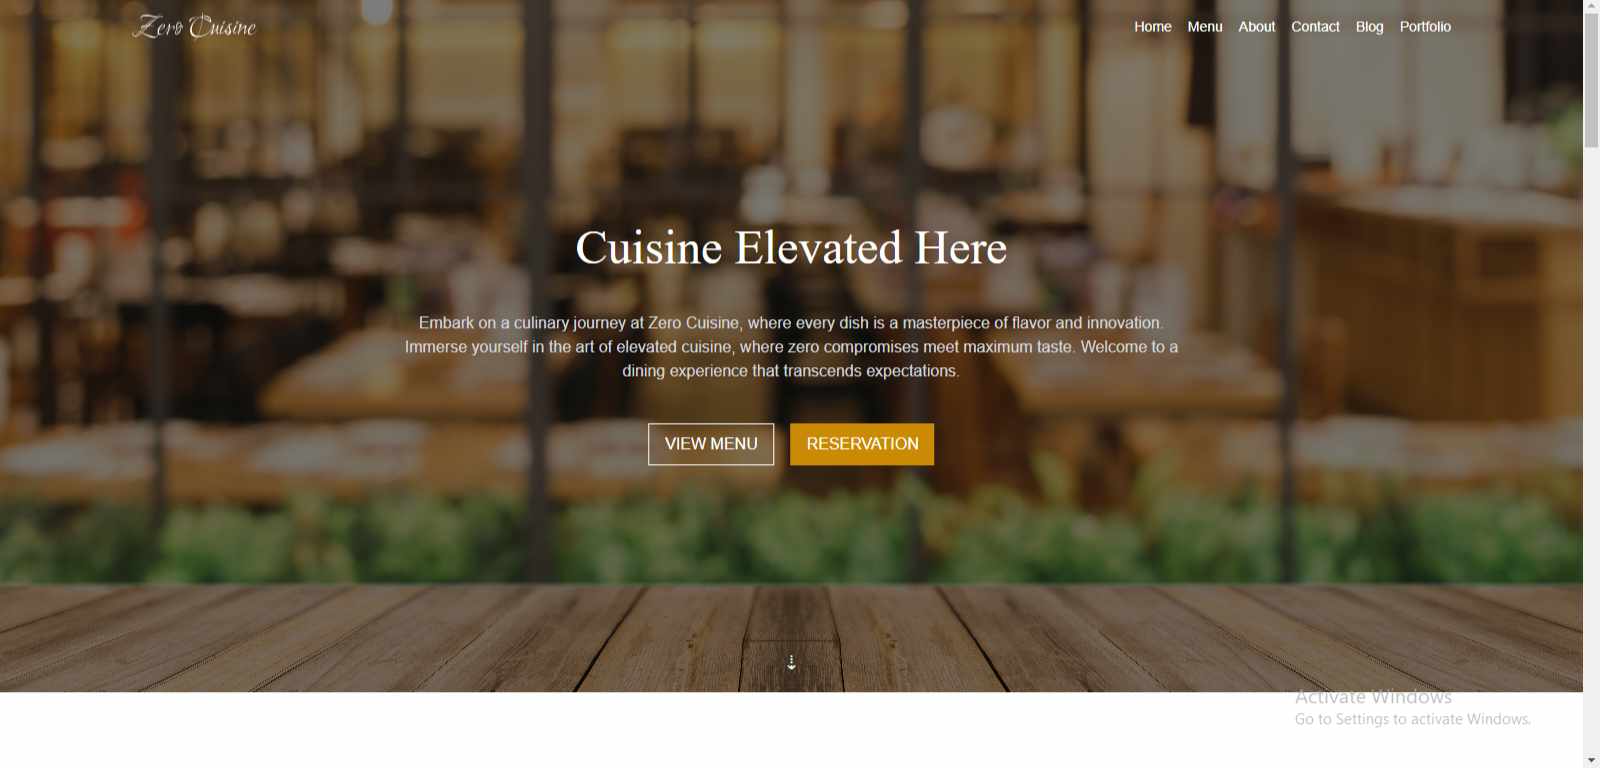 Zero Cuisine
Home Menu About Contact Blog Portfolio
Cuisine Elevated Here
Embark on a culinary journey at Zero Cuisine, where every dish is a masterpiece of flavor and innovation.
Immerse yourself in the art of elevated cuisine, where zero compromises meet maximum taste. Welcome to a
dining experience that transcends expectations.
VIEW MENU RESERVATION
Activate Windows
Go to Settings to activate Windows.